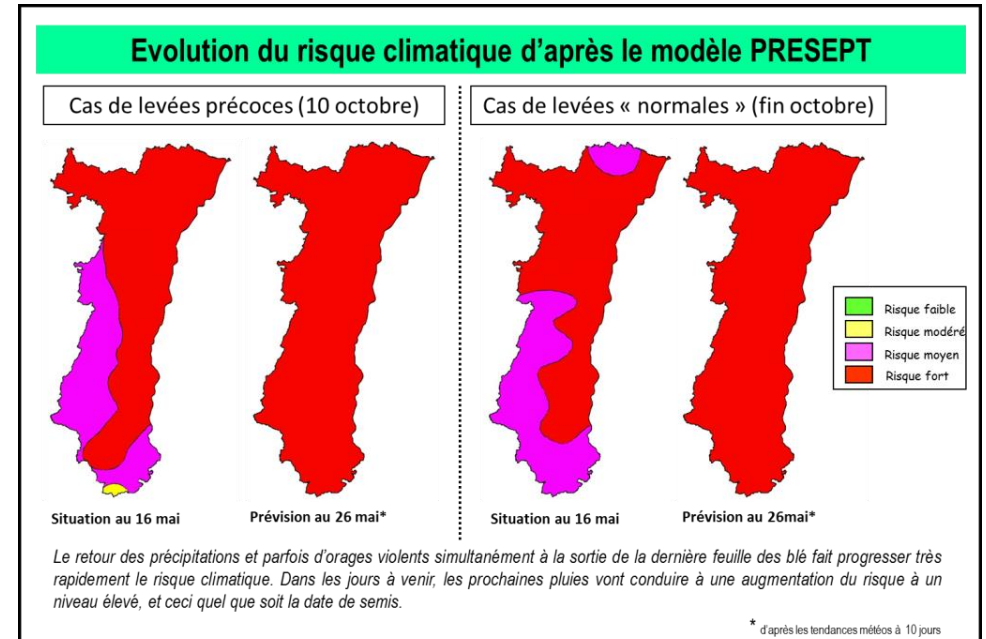 Evolution du risque climatique d'après le modèle PRESEPT
Cas de levées précoces (10 octobre)
Cas de levées « normales » (fin octobre)
Risque faible
Risque modéré
Risque moyen
Risque fort
Situation au 16 mai
Prévision au 26 mai*
Situation au 16 mai
Prévision au 26mai*
Le retour des précipitations et parfois d'orages violents simultanément à la sortie de la dernière feuille des blé fait progresser très
rapidement le risque climatique. Dans les jours à venir, les prochaines pluies vont conduire à une augmentation du risque à un
niveau élevé, et ceci quel que soit la date de semis.
* d'après les tendances météos à 10 jours